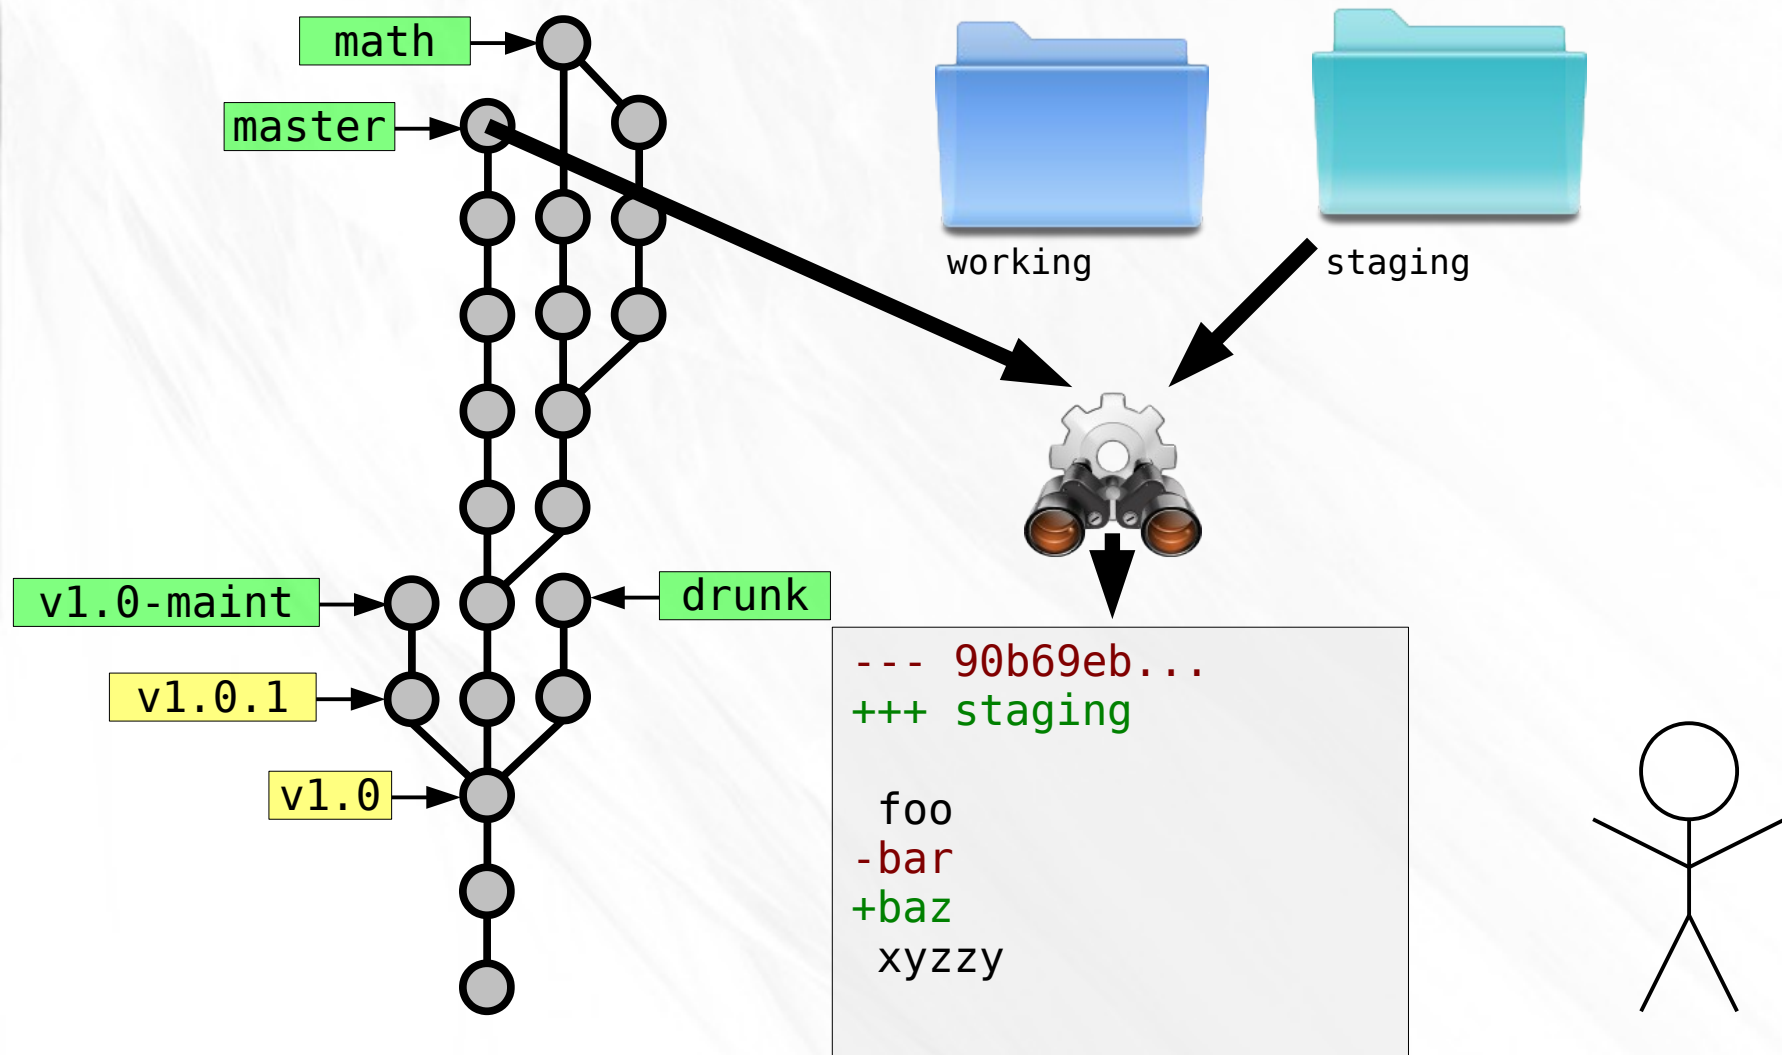 math
master
working
staging
v1.0-maint
drunk
v1.0.1
v1.0
--- 90b69eb...
+++ staging
 foo
-bar
+baz
 xyzzy